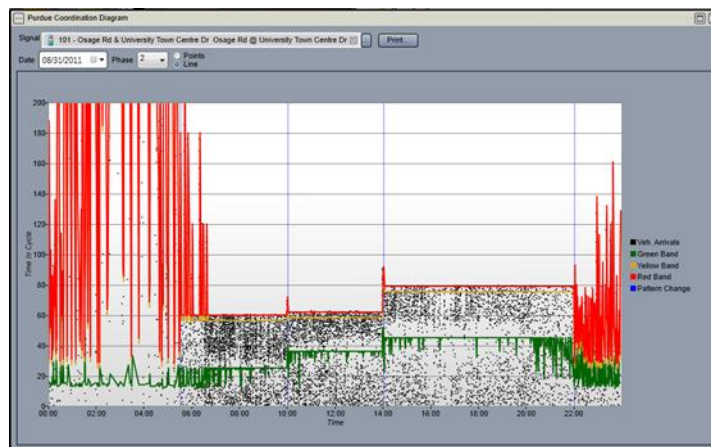 Purdue Coordination Diagram
Signal 101 - Osage Rd & University Town Centre Dr Osage Rd @ University Town Centre Dr ... Print...
Date 08/31/2011 Phase 2 Points
Line
200
180
160
140
120
100
80
60
40
20
0
Time In Cycle
00:00 02:00 04:00 06:00 08:00 10:00 12:00 14:00 16:00 18:00 20:00 22:00
Time
Veh. Arrivals
Green Band
Yellow Band
Red Band
Pattern Change